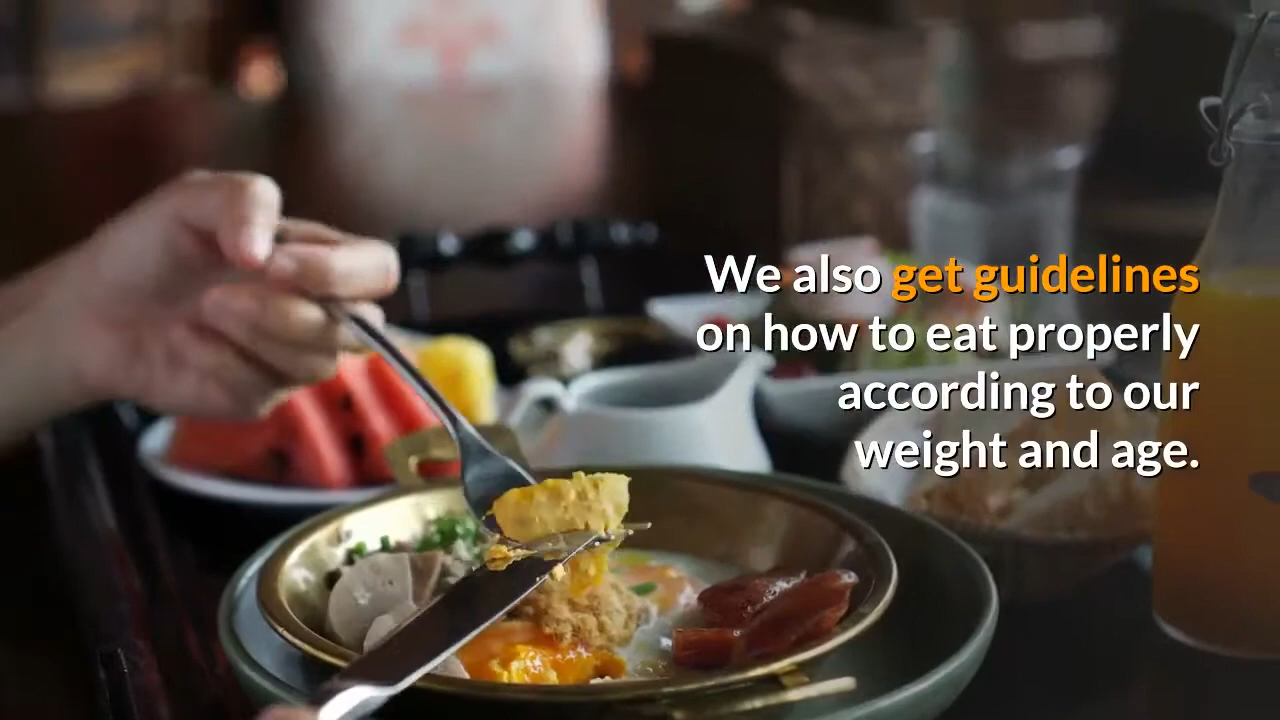 We also get guidelines
on how to eat properly
according to our
weight and age.